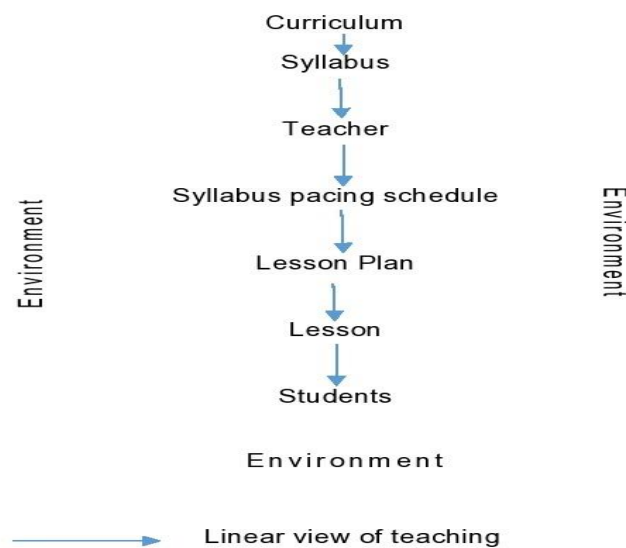 Curriculum
Syllabus
Teacher
Syllabus pacing schedule
Environment
Environment
Lesson Plan
Lesson
Students
Environment
Linear view of teaching